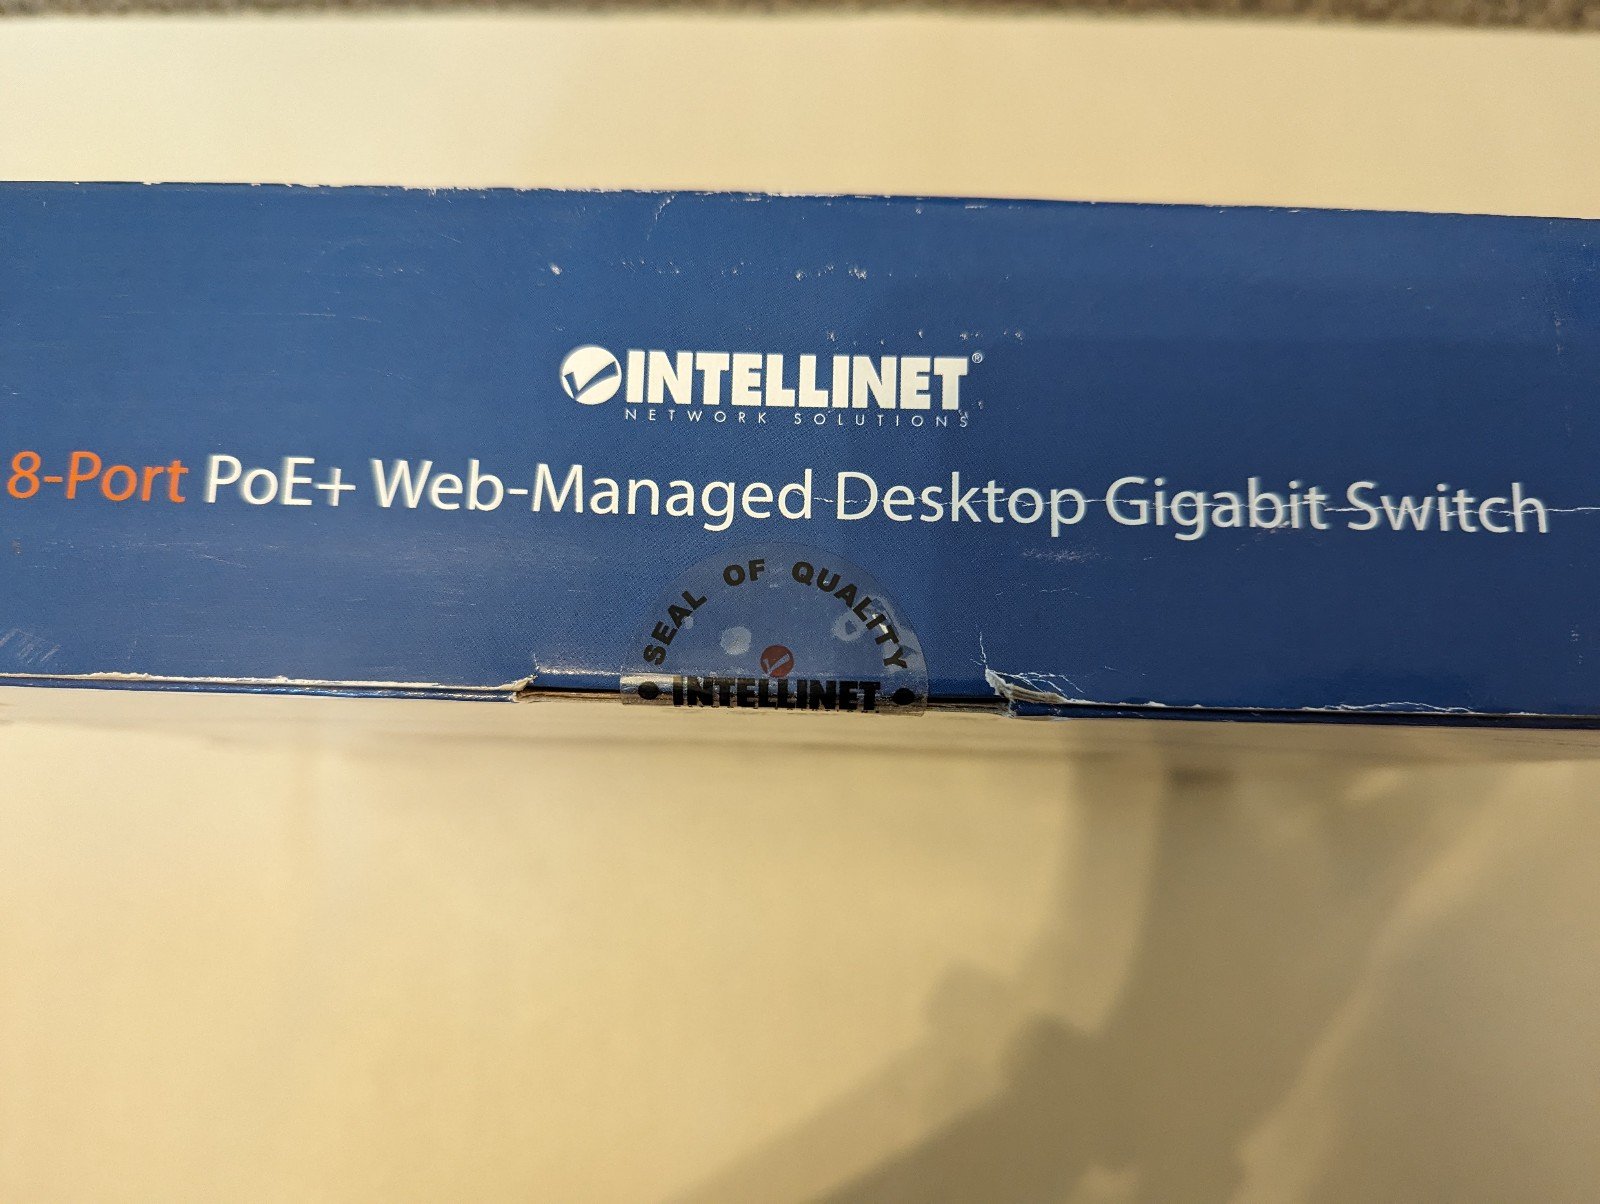 INTELLINET®
NETWORK SOLUTIONS
8-Port PoE+ Web-Managed Desktop Gigabit Switch
SEAL OF QUALITY
• INTELLINET •